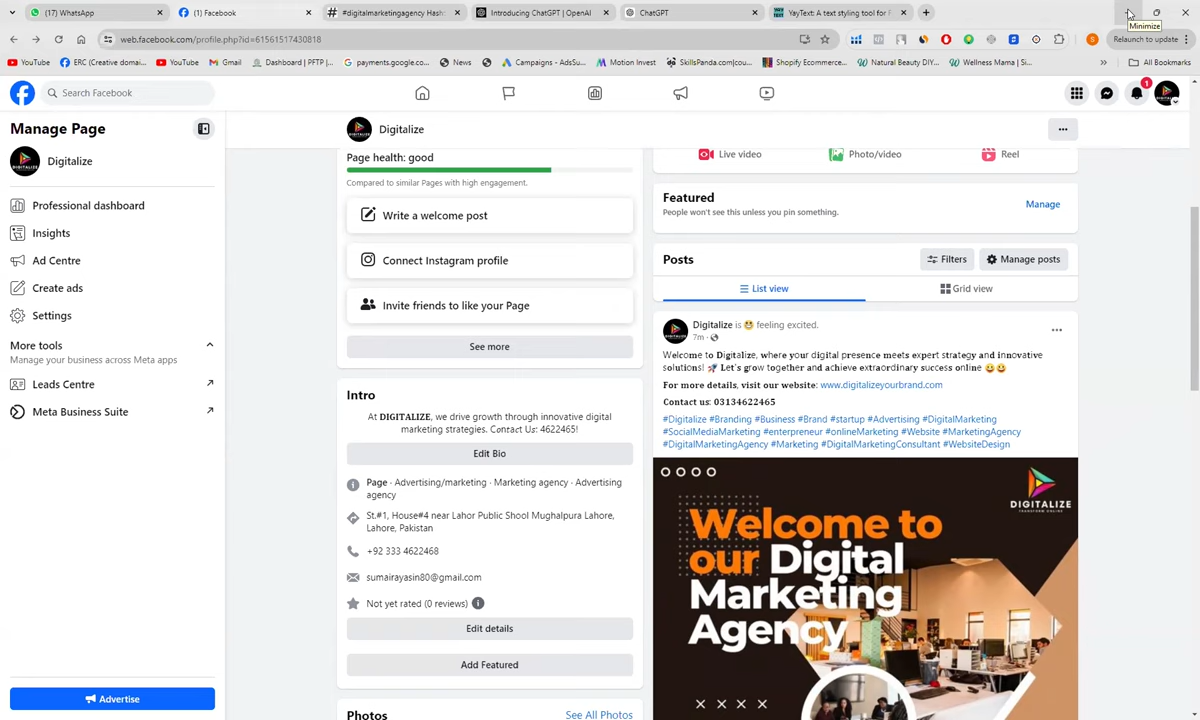 (17) WhatsApp
(1) Facebook
#digitalmarketingagency Hash
Introducing ChatGPT | OpenAI
ChatGPT
YayText: A text styling tool for F
Minimize
web.facebook.com/profile.php?id=61561517430818
Relaunch to update
YouTube
ERC (Creative domai...
YouTube
Gmail
Dashboard | PFTP |...
payments.google.co...
News
Campaigns - AdsSu...
Motion Invest
SkillsPanda.com|cou...
Shopify Ecommerce...
Natural Beauty DIY...
Wellness Mama | Si...
All Bookmarks
Search Facebook
1
Manage Page
Digitalize
Professional dashboard
Insights
Ad Centre
Create ads
Settings
More tools
Manage your business across Meta apps
Leads Centre
Meta Business Suite
Advertise
Digitalize
Page health: good
Compared to similar Pages with high engagement.
Write a welcome post
Connect Instagram profile
Invite friends to like your Page
See more
Intro
At DIGITALIZE, we drive growth through innovative digital
marketing strategies. Contact Us: 4622465!
Edit Bio
Page · Advertising/marketing · Marketing agency · Advertising
agency
St.#1, House#4 near Lahor Public Shool Mughalpura Lahore,
Lahore, Pakistan
+92 333 4622468
sumairayasin80@gmail.com
Not yet rated (0 reviews)
Edit details
Add Featured
Photos
See All Photos
Live video
Photo/video
Reel
Featured
Manage
People won't see this unless you pin something.
Posts
Filters
Manage posts
List view
Grid view
Digitalize is feeling excited.
7m
Welcome to Digitalize, where your digital presence meets expert strategy and innovative
solutions! 🚀 Let's grow together and achieve extraordinary success online 😀😀
For more details, visit our website: www.digitalizeyourbrand.com
Contact us: 03134622465
#Digitalize #Branding #Business #Brand #startup #Advertising #DigitalMarketing
#SocialMediaMarketing #enterpreneur #onlineMarketing #Website #MarketingAgency
#DigitalMarketingAgency #Marketing #DigitalMarketingConsultant #WebsiteDesign
DIGITALIZE
TRANSFORM ONLINE
Welcome to
our Digital
Marketing
Agency